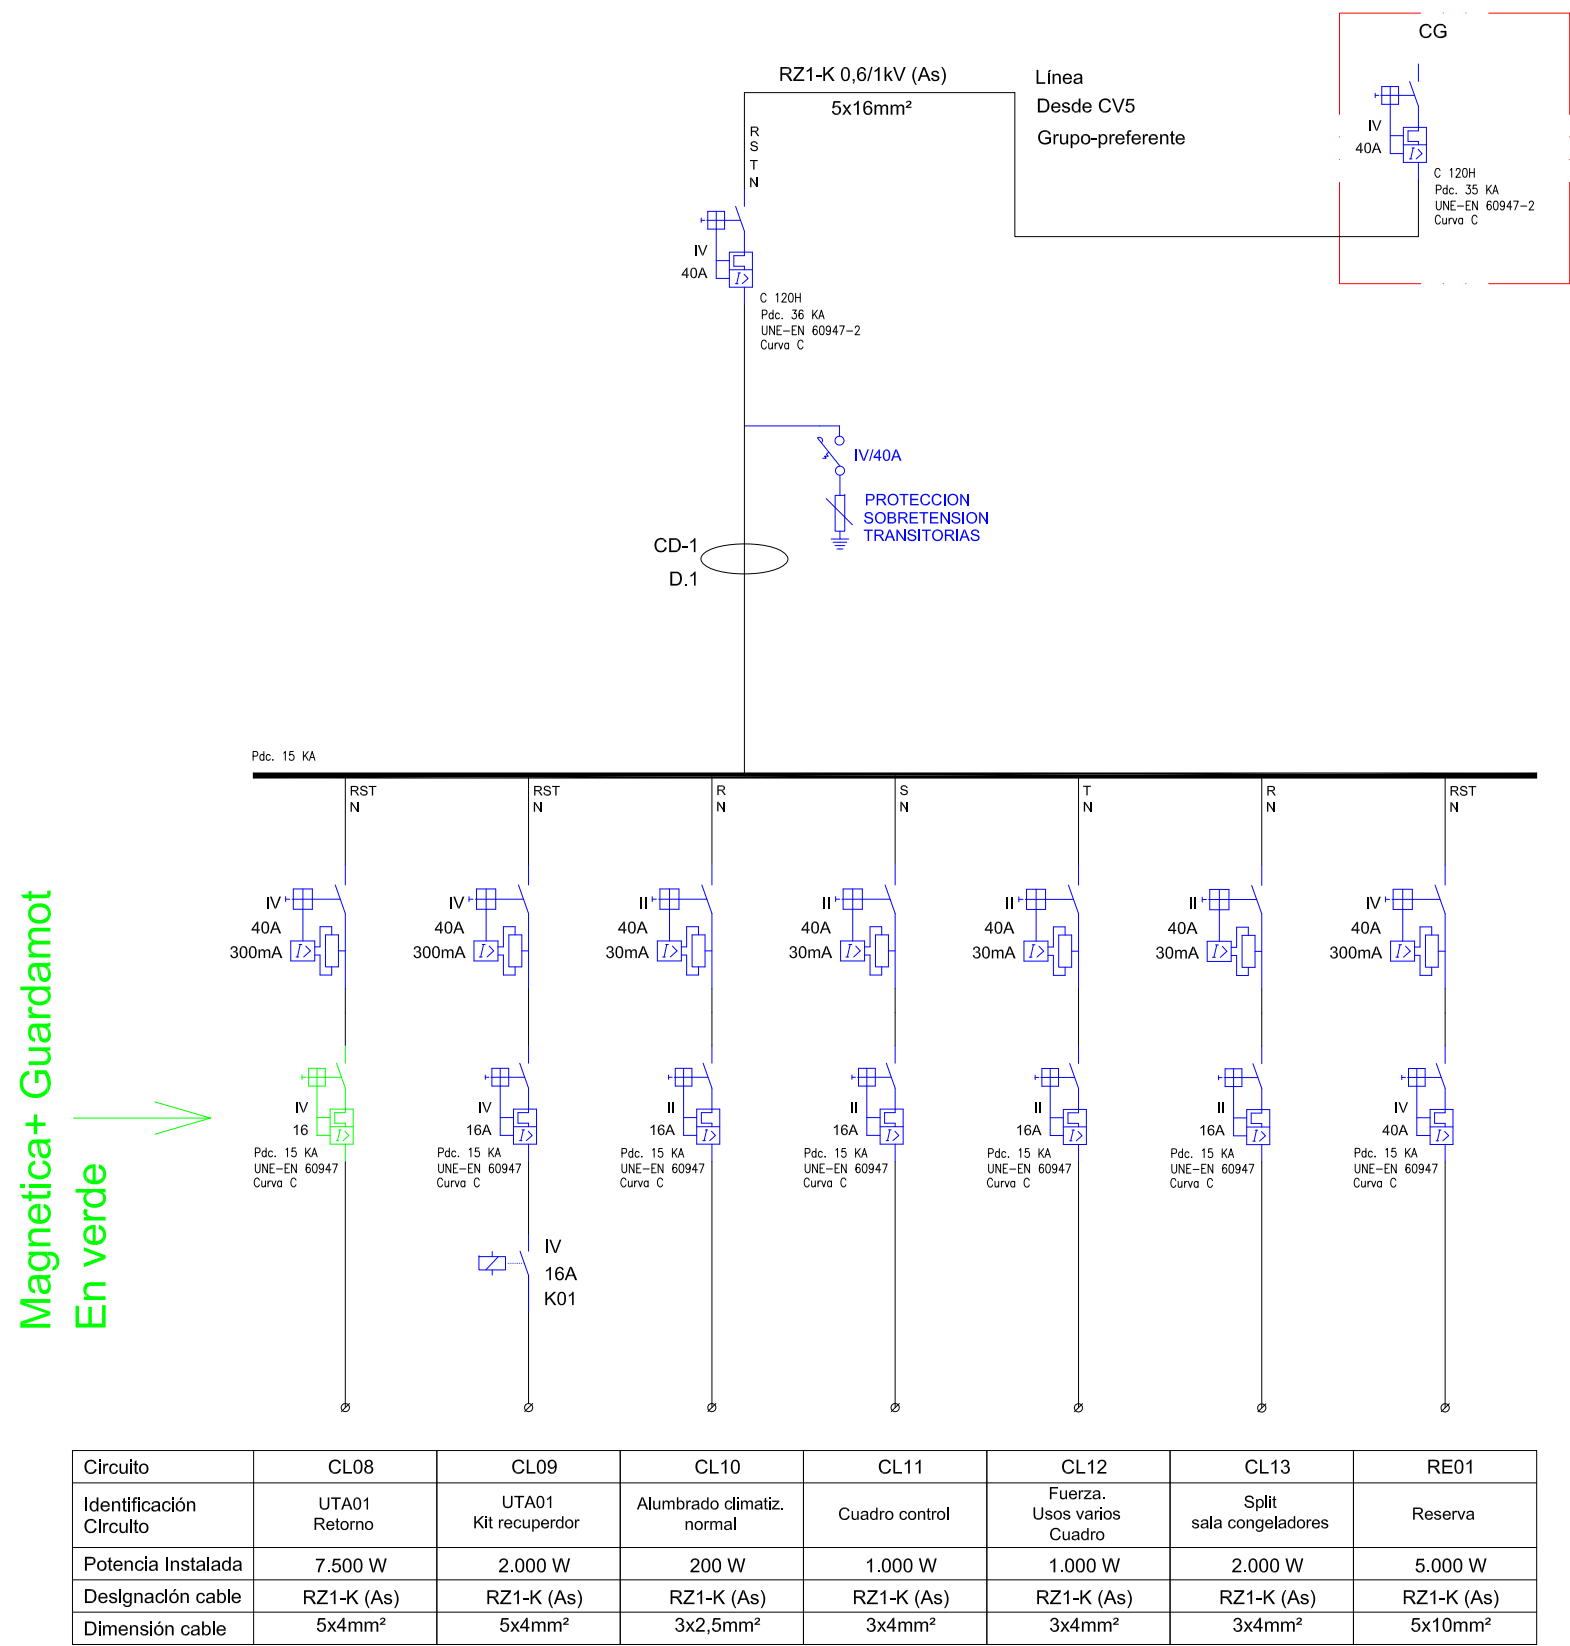 CG
RZ1-K 0,6/1kV (As)
5x16mm²
Línea
Desde CV5
Grupo-preferente
IV
40A
C 120H
Pdc. 35 KA
UNE-EN 60947-2
Curva C
R
S
T
N
IV
40A
I>
C 120H
Pdc. 36 KA
UNE-EN 60947-2
Curva C
IV/40A
PROTECCION
SOBRETENSION
TRANSITORIAS
CD-1
D.1
Pdc. 15 KA
RST
N
RST
N
R
N
S
N
T
N
R
N
RST
N
IV
40A
300mA
I>
IV
40A
300mA
I>
II
40A
30mA
I>
II
40A
30mA
I>
II
40A
30mA
I>
II
40A
30mA
I>
IV
40A
300mA
I>
Magnetica+ Guardamot
En verde
IV
16
I>
Pdc. 15 KA
UNE-EN 60947
Curva C
IV
16A
I>
Pdc. 15 KA
UNE-EN 60947
Curva C
II
16A
I>
Pdc. 15 KA
UNE-EN 60947
Curva C
II
16A
I>
Pdc. 15 KA
UNE-EN 60947
Curva C
II
16A
I>
Pdc. 15 KA
UNE-EN 60947
Curva C
II
16A
I>
Pdc. 15 KA
UNE-EN 60947
Curva C
IV
40A
I>
Pdc. 15 KA
UNE-EN 60947
Curva C
IV
16A
K01
Circuito CL08 CL09 CL10 CL11 CL12 CL13 RE01
Identificación
CIrculto
UTA01
Retorno
UTA01
Kit recuperdor
Alumbrado climatiz.
normal
Cuadro control
Fuerza.
Usos varios
Cuadro
Split
sala congeladores
Reserva
Potencia Instalada 7.500 W 2.000 W 200 W 1.000 W 1.000 W 2.000 W 5.000 W
Designación cable RZ1-K (As) RZ1-K (As) RZ1-K (As) RZ1-K (As) RZ1-K (As) RZ1-K (As) RZ1-K (As)
Dimensión cable 5x4mm² 5x4mm² 3x2,5mm² 3x4mm² 3x4mm² 3x4mm² 5x10mm²